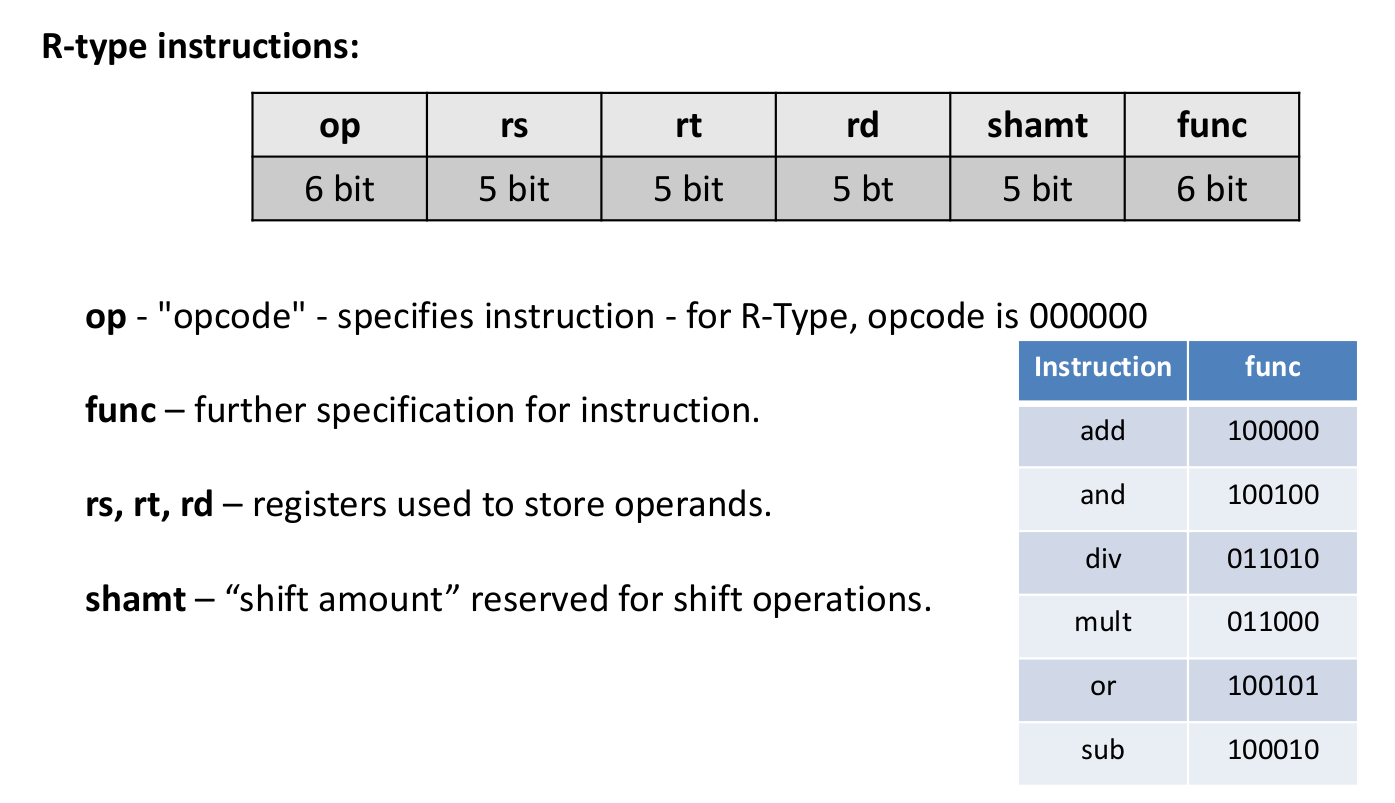 R-type instructions:
op rs rt rd shamt func
6 bit 5 bit 5 bit 5 bt 5 bit 6 bit
op - "opcode" - specifies instruction - for R-Type, opcode is 000000
func – further specification for instruction.
rs, rt, rd – registers used to store operands.
shamt – “shift amount” reserved for shift operations.
Instruction func
add 100000
and 100100
div 011010
mult 011000
or 100101
sub 100010